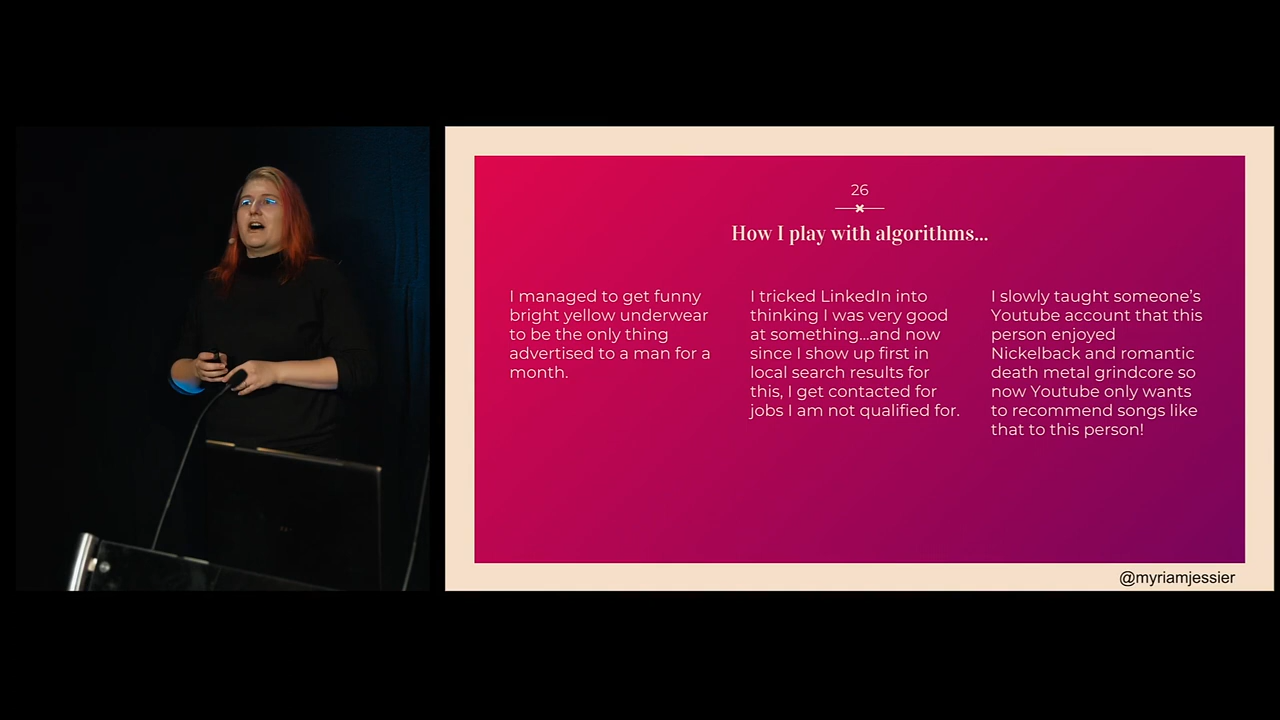 26
How I play with algorithms...
I managed to get funny
bright yellow underwear
to be the only thing
advertised to a man for a
month.
I tricked LinkedIn into
thinking I was very good
at something...and now
since I show up first in
local search results for
this, I get contacted for
jobs I am not qualified for.
I slowly taught someone’s
Youtube account that this
person enjoyed
Nickelback and romantic
death metal grindcore so
now Youtube only wants
to recommend songs like
that to this person!
@myriamjessier